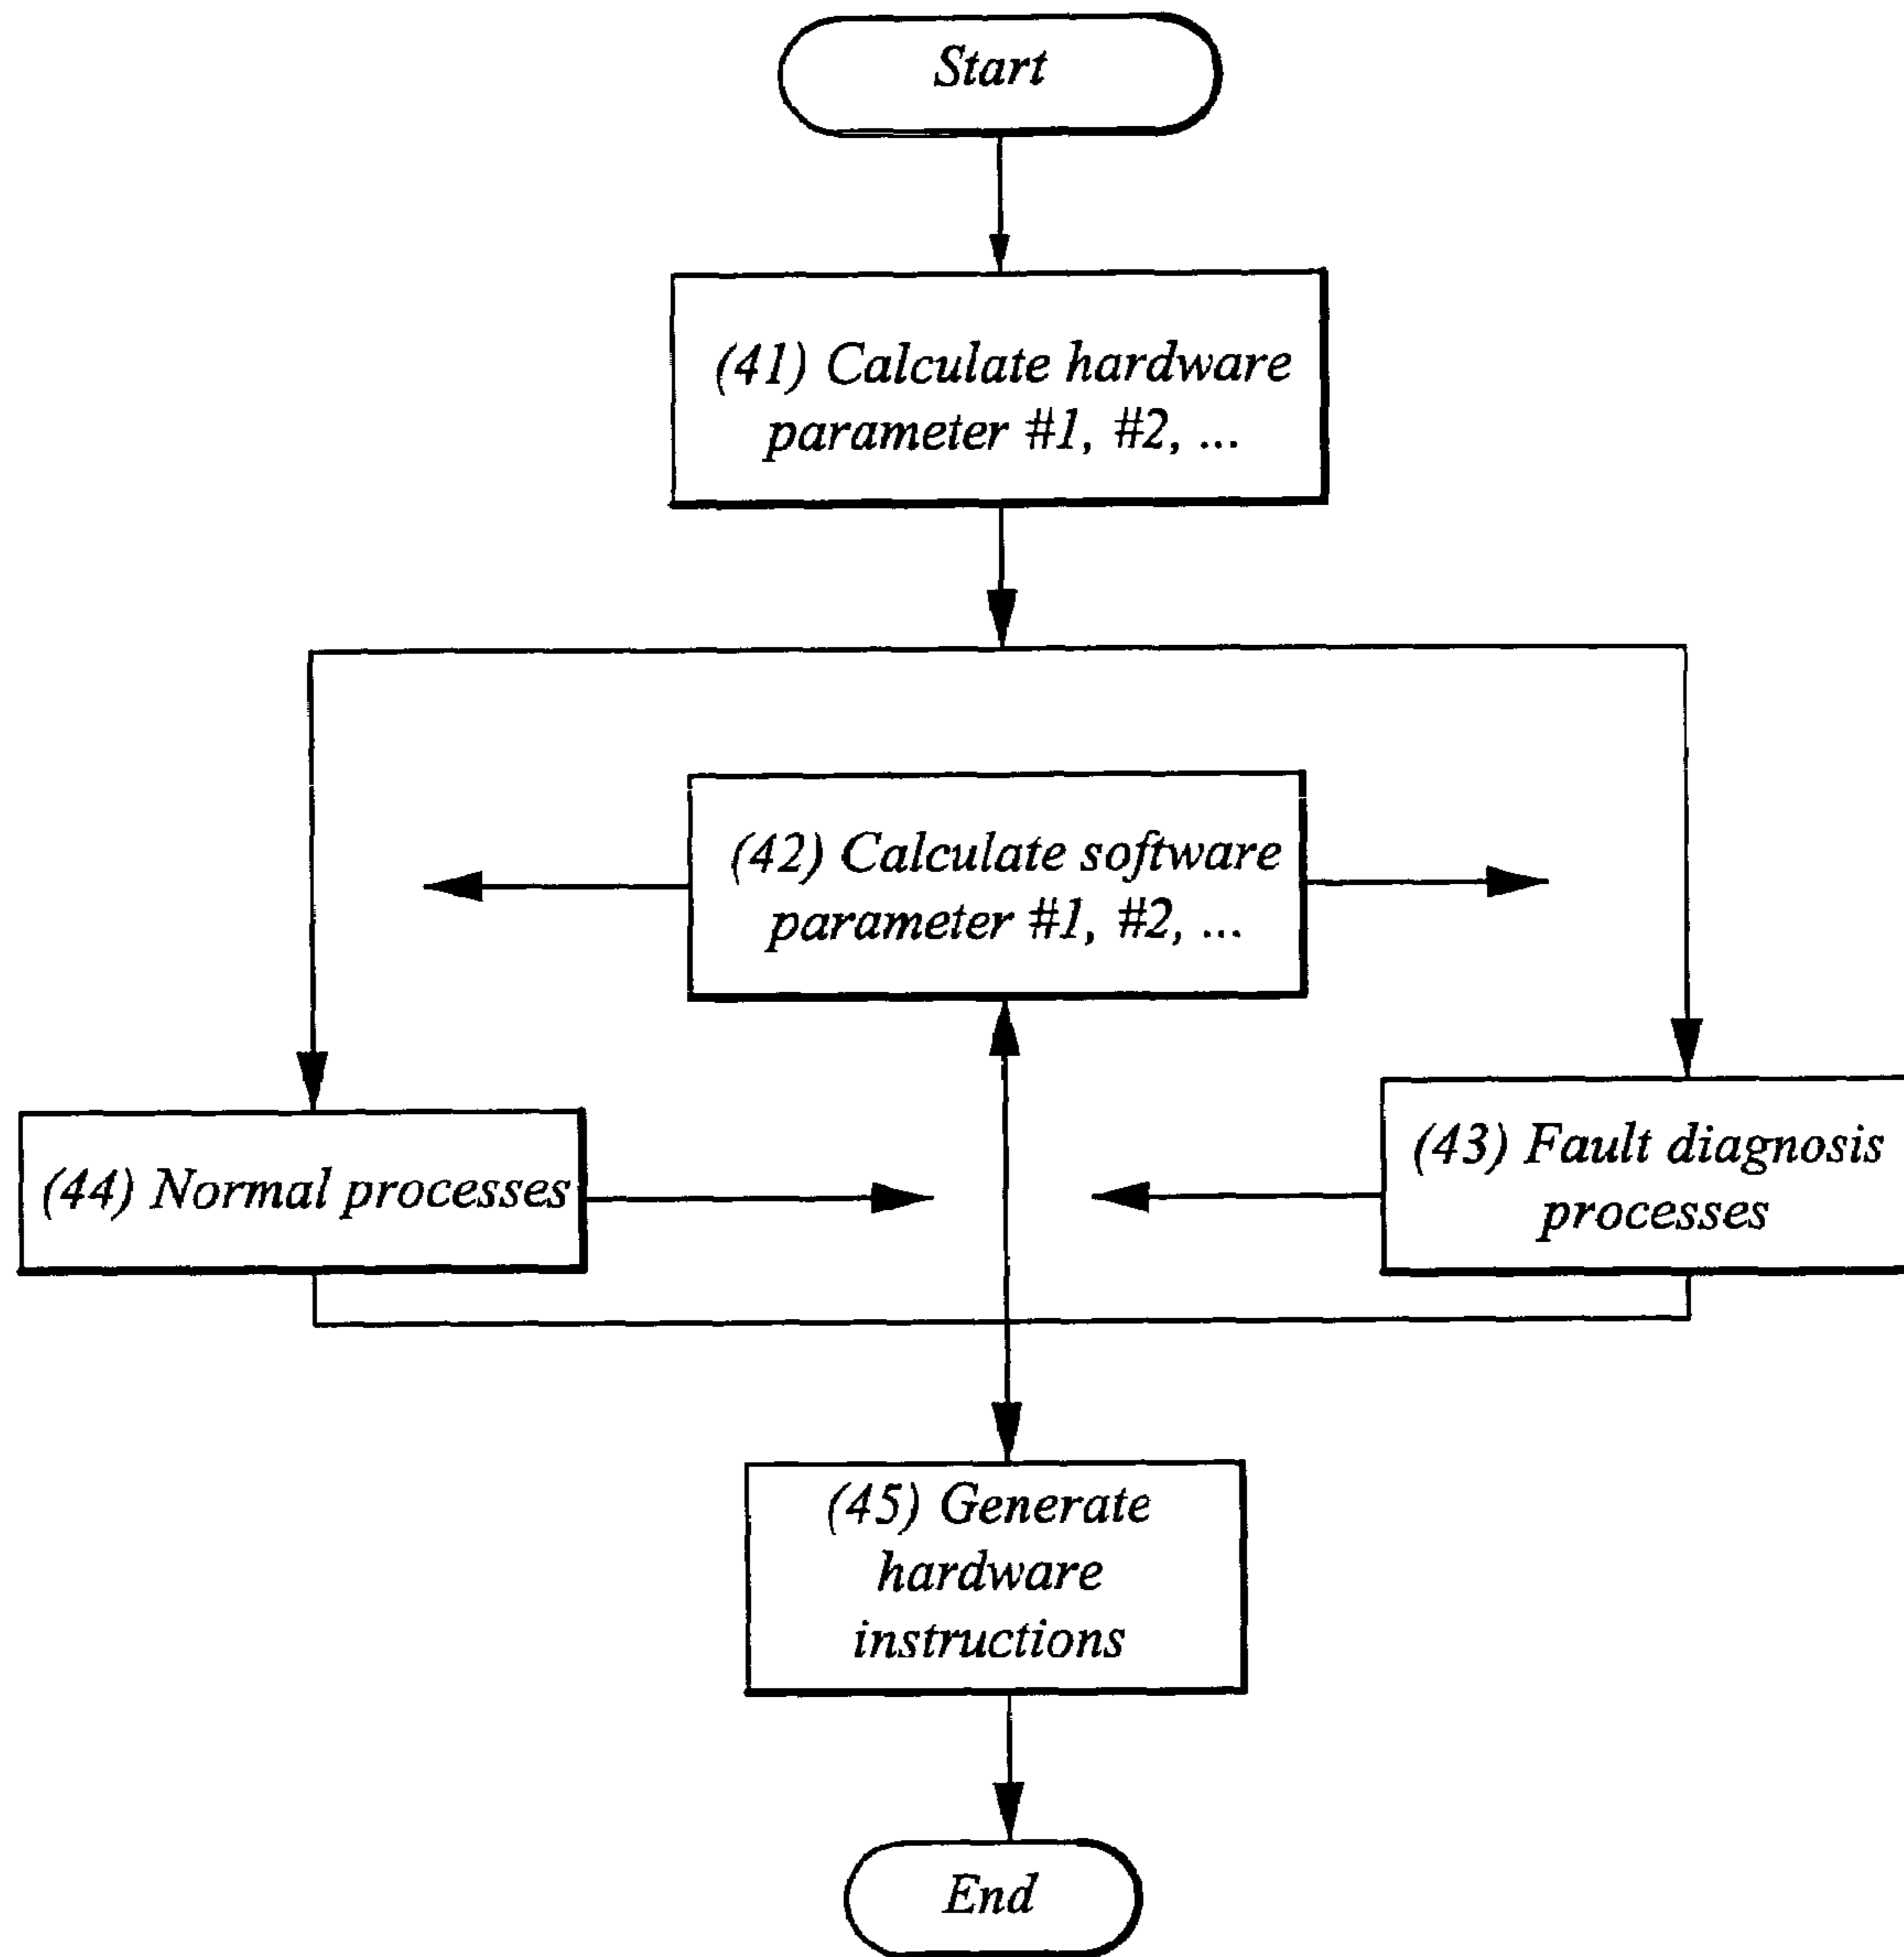 Start
(41) Calculate hardware
parameter #1, #2, ...
(42) Calculate software
parameter #1, #2, ...
(44) Normal processes
(43) Fault diagnosis
processes
(45) Generate
hardware
instructions
End